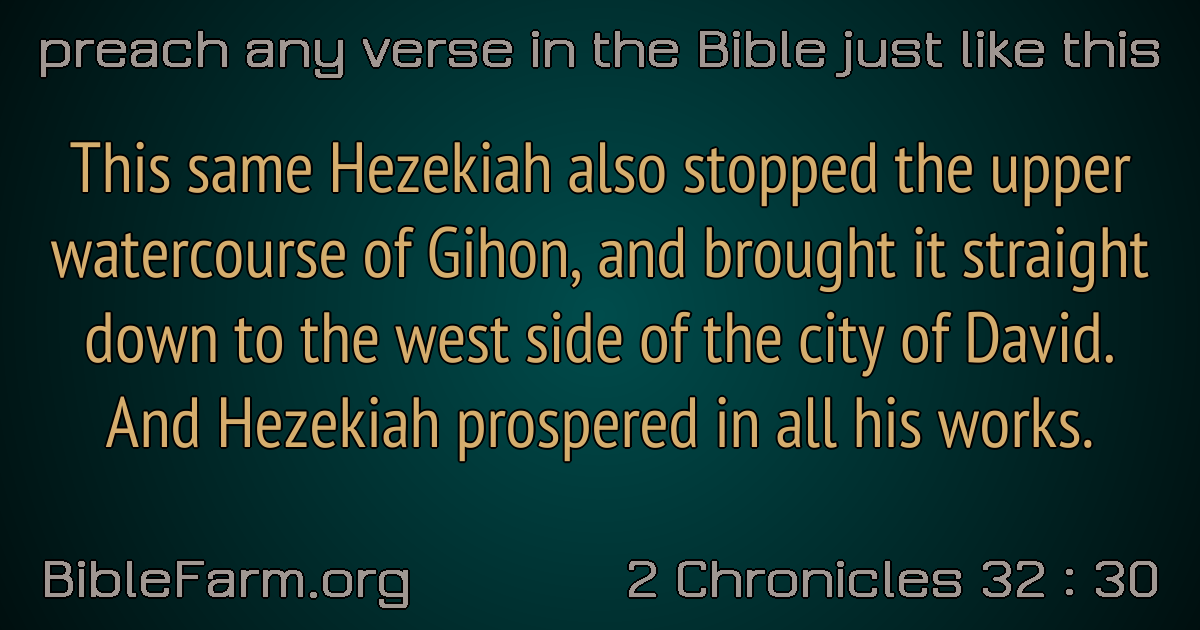 preach any verse in the Bible just like this
This same Hezekiah also stopped the upper
watercourse of Gihon, and brought it straight
down to the west side of the city of David.
And Hezekiah prospered in all his works.
BibleFarm.org 2 Chronicles 32 : 30